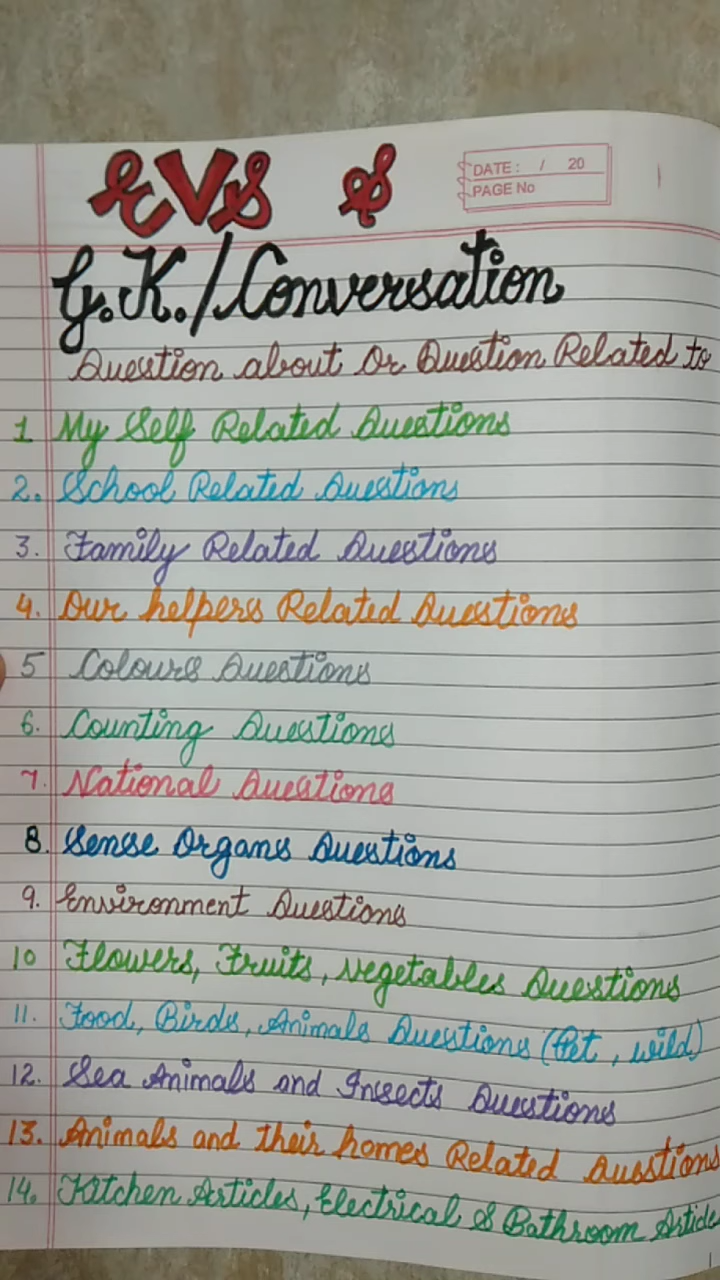 EVS &
DATE : / 20
PAGE No
G.K./Conversation
Question about Or Question Related to
1 My Self Related Questions
2. School Related Questions
3. Family Related Questions
4. Our helpers Related Questions
5 Colours Questions
6. Counting Questions
7. National Questions
8. Sense Organs Questions
9. Environment Questions
10 Flowers, Fruits, Vegetables Questions
11. Food, Birds, Animals Questions (Pet, wild)
12. Sea Animals and Insects Questions
13. Animals and their homes Related Questions
14. Kitchen Articles, Electrical & Bathroom Article